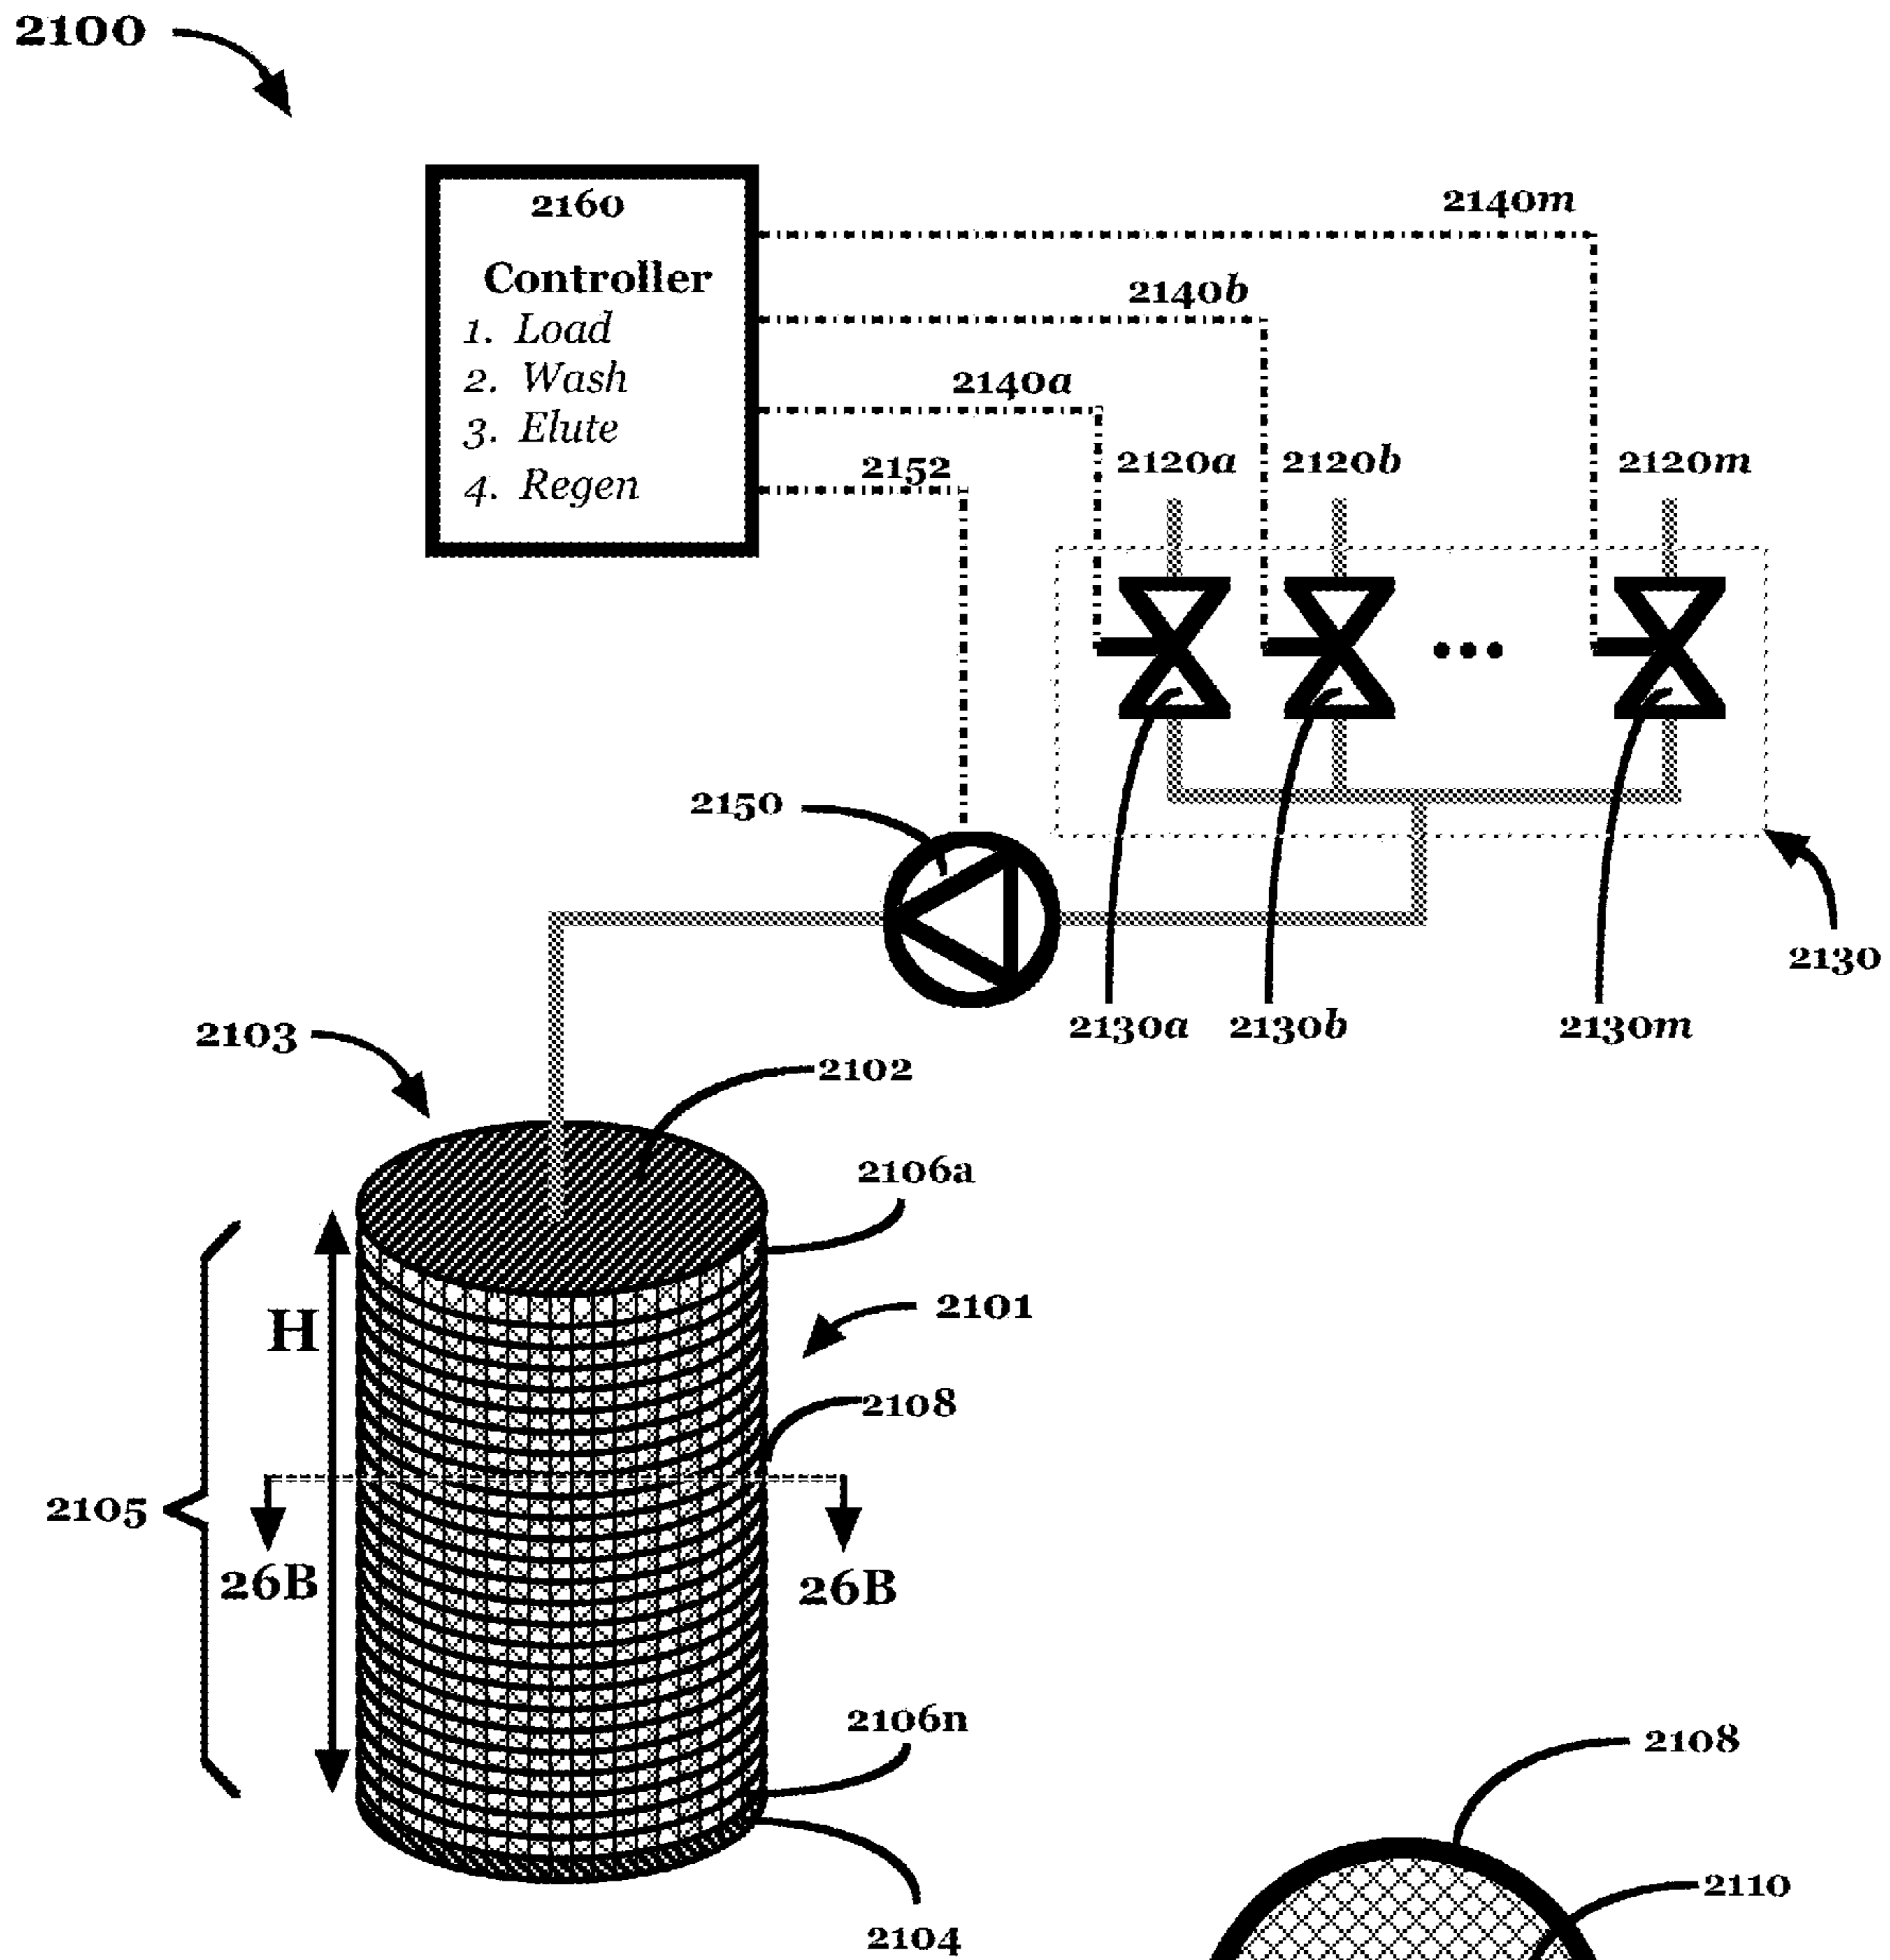 2100
2160
Controller
1. Load
2. Wash
3. Elute
4. Regen
2140m
2140b
2140a
2152
2120a
2120b
2120m
2150
2130
2130a
2130b
2130m
2103
2102
2106a
H
2101
2108
2105
26B
26B
2106n
2104
2108
2110